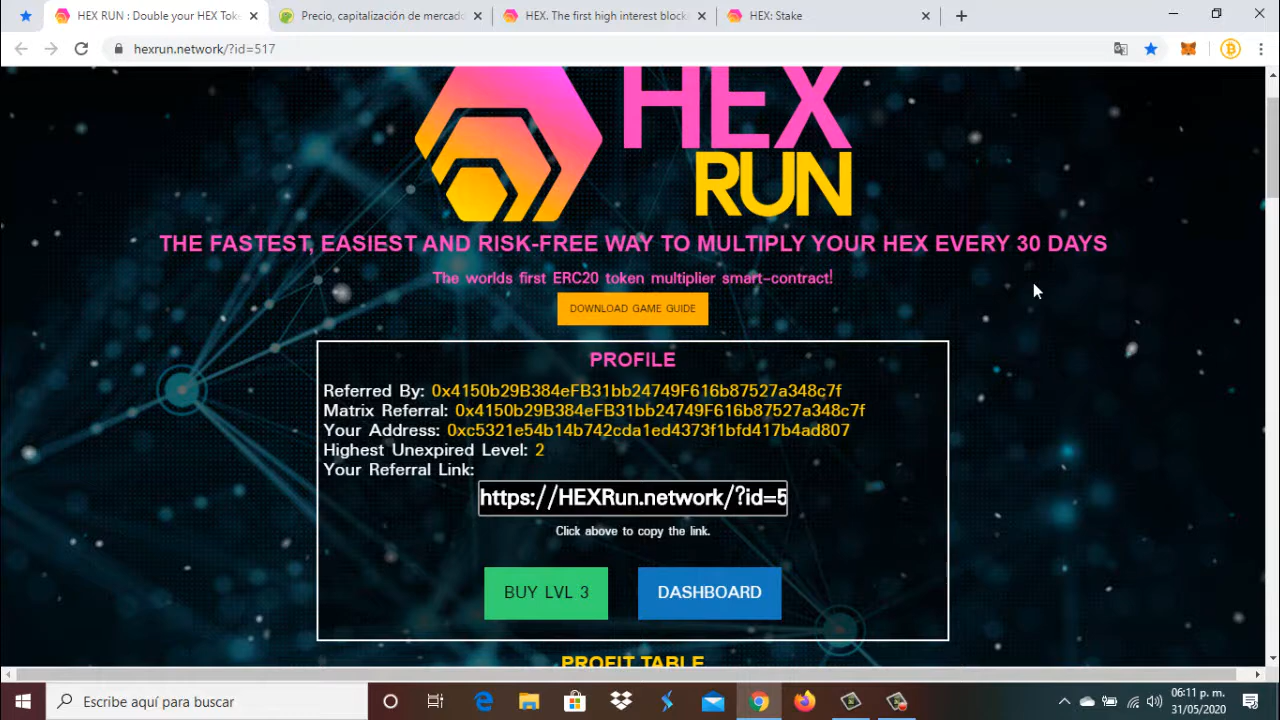 HEX RUN : Double your HEX Toke
Precio, capitalización de mercado
HEX. The first high interest block
HEX: Stake
hexrun.network/?id=517
HEX
RUN
THE FASTEST, EASIEST AND RISK-FREE WAY TO MULTIPLY YOUR HEX EVERY 30 DAYS
The worlds first ERC20 token multiplier smart-contract!
DOWNLOAD GAME GUIDE
PROFILE
Referred By: 0x4150b29B384eFB31bb24749F616b87527a348c7f
Matrix Referral: 0x4150b29B384eFB31bb24749F616b87527a348c7f
Your Address: 0xc5321e54b14b742cda1ed4373f1bfd417b4ad807
Highest Unexpired Level: 2
Your Referral Link:
https://HEXRun.network/?id=5
Click above to copy the link.
BUY LVL 3
DASHBOARD
PROFIT TABLE
Escribe aquí para buscar
06:11 p. m.
31/05/2020